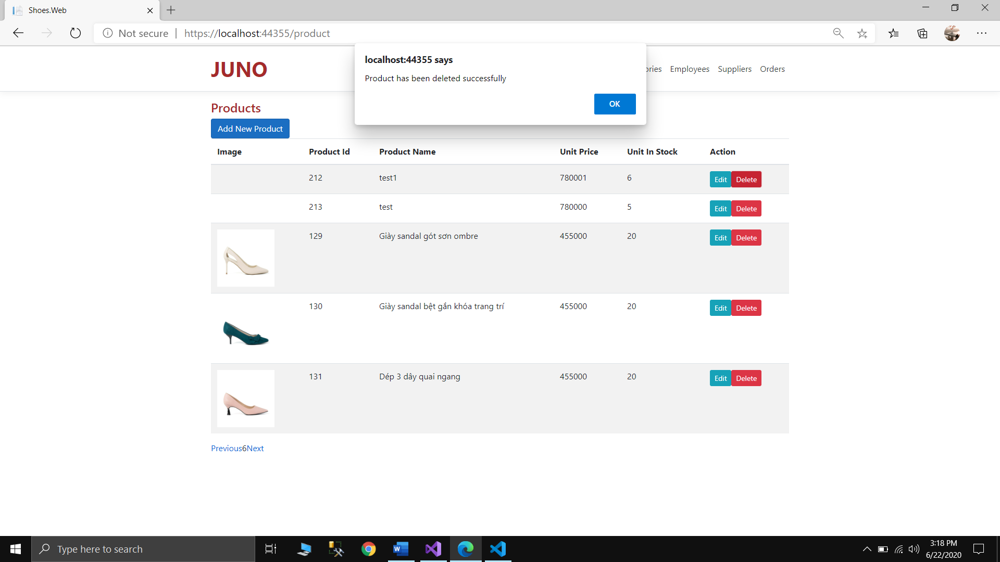 Shoes.Web
Not secure | https://localhost:44355/product
localhost:44355 says
Product has been deleted successfully
OK
JUNO
ories Employees Suppliers Orders
Products
Add New Product
Image Product Id Product Name Unit Price Unit In Stock Action
212 test1 780001 6 Edit Delete
213 test 780000 5 Edit Delete
129 Giày sandal gót sơn ombre 455000 20 Edit Delete
130 Giày sandal bệt gắn khóa trang trí 455000 20 Edit Delete
131 Dép 3 dây quai ngang 455000 20 Edit Delete
Previous6Next
Type here to search
3:18 PM
6/22/2020